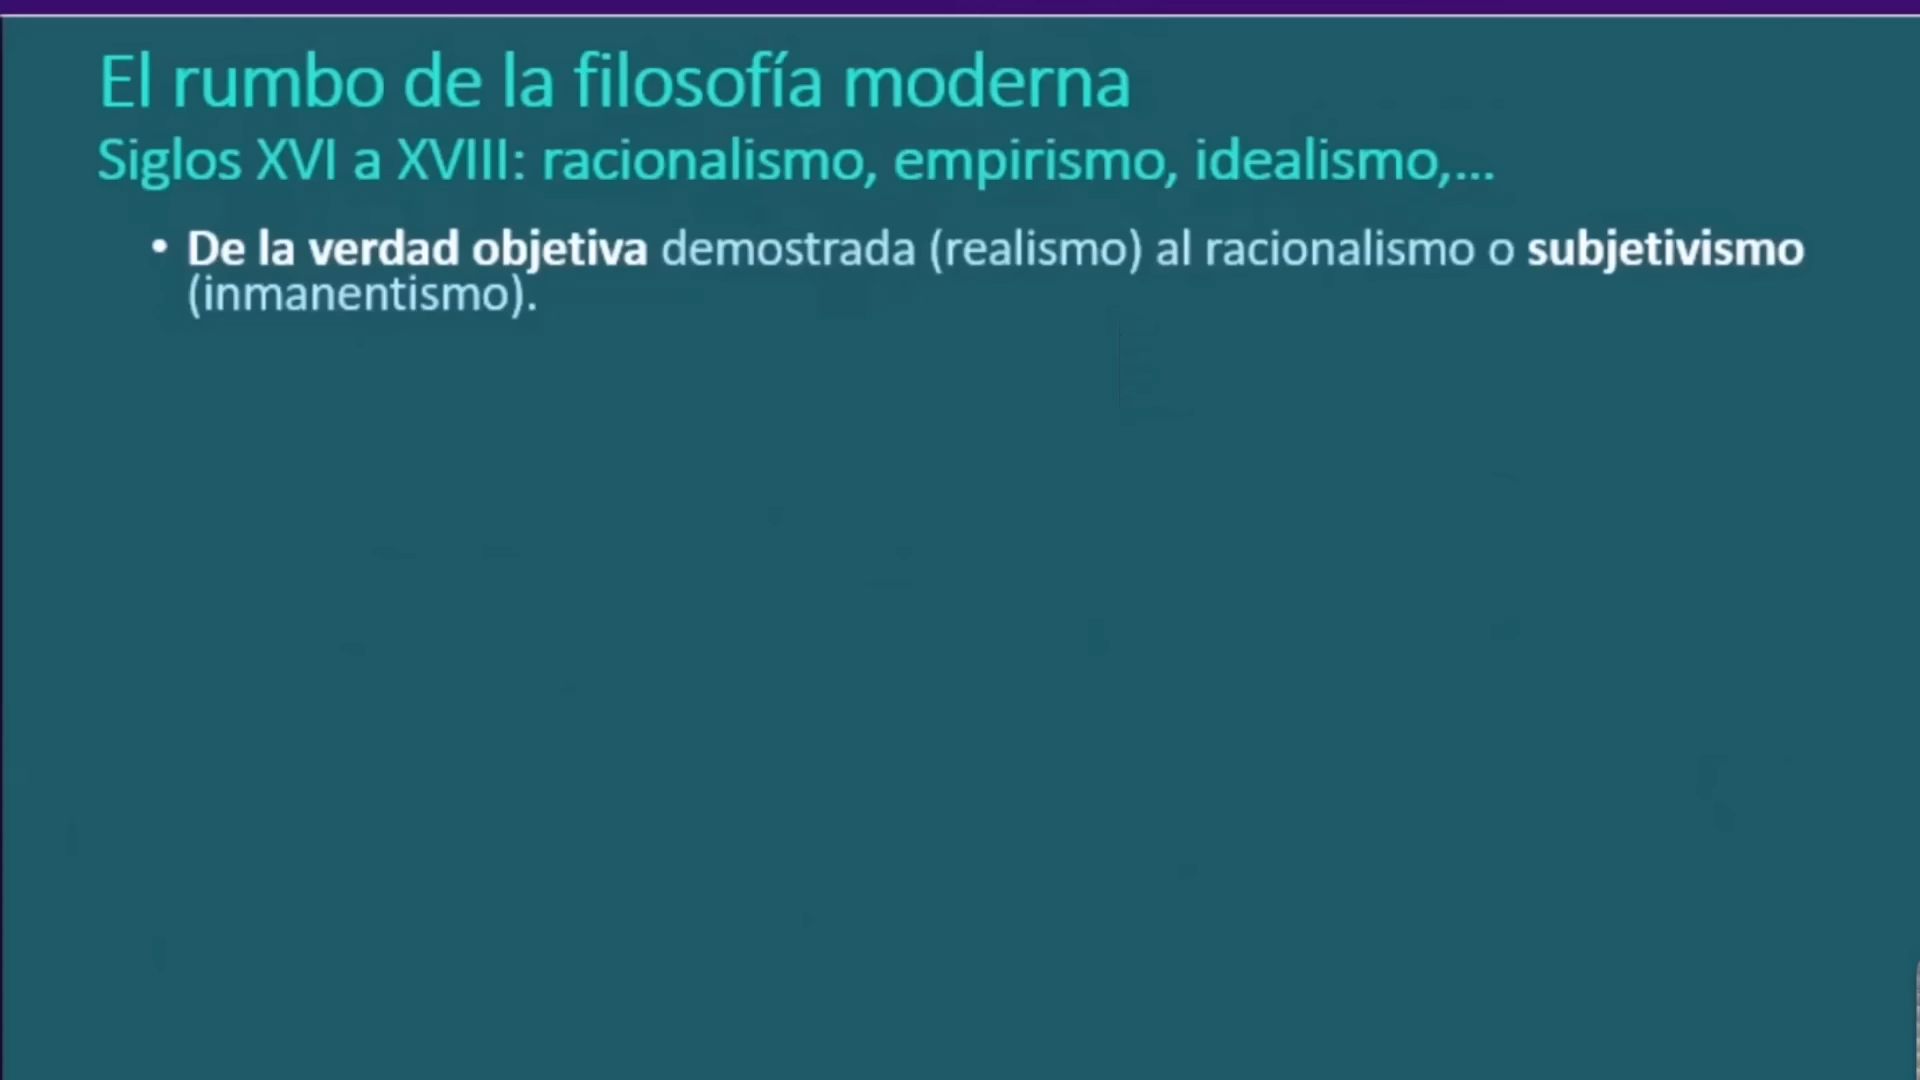 El rumbo de la filosofía moderna
Siglos XVI a XVIII: racionalismo, empirismo, idealismo,...
• De la verdad objetiva demostrada (realismo) al racionalismo o subjetivismo
(inmanentismo).